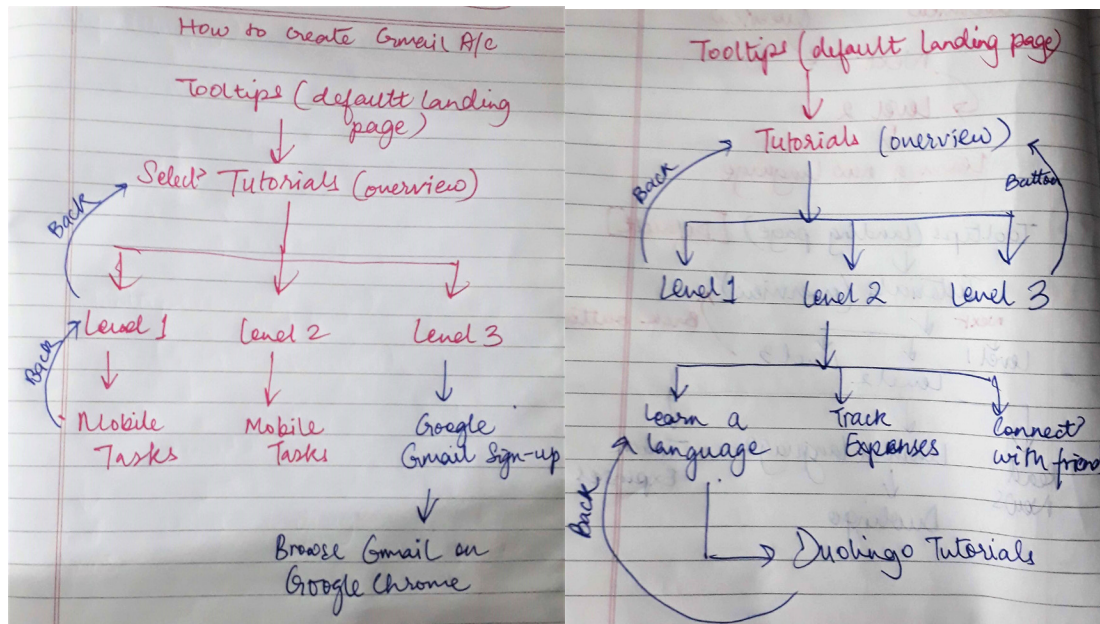 How to create Gmail A/c
Tooltips (defaultt landing
page)
Select Tutorials (overview)
Back
Level 1 Level 2 Level 3
Back
Mobile Mobile Google
Tasks Tasks Gmail Sign-up
Browse Gmail on
Google Chrome
Tooltips (default landing page)
Tutorials (overview)
Back
Button
Level 1 Level 2 Level 3
Learn a Track Connect
language Expenses with friend
Back
Duolingo Tutorials